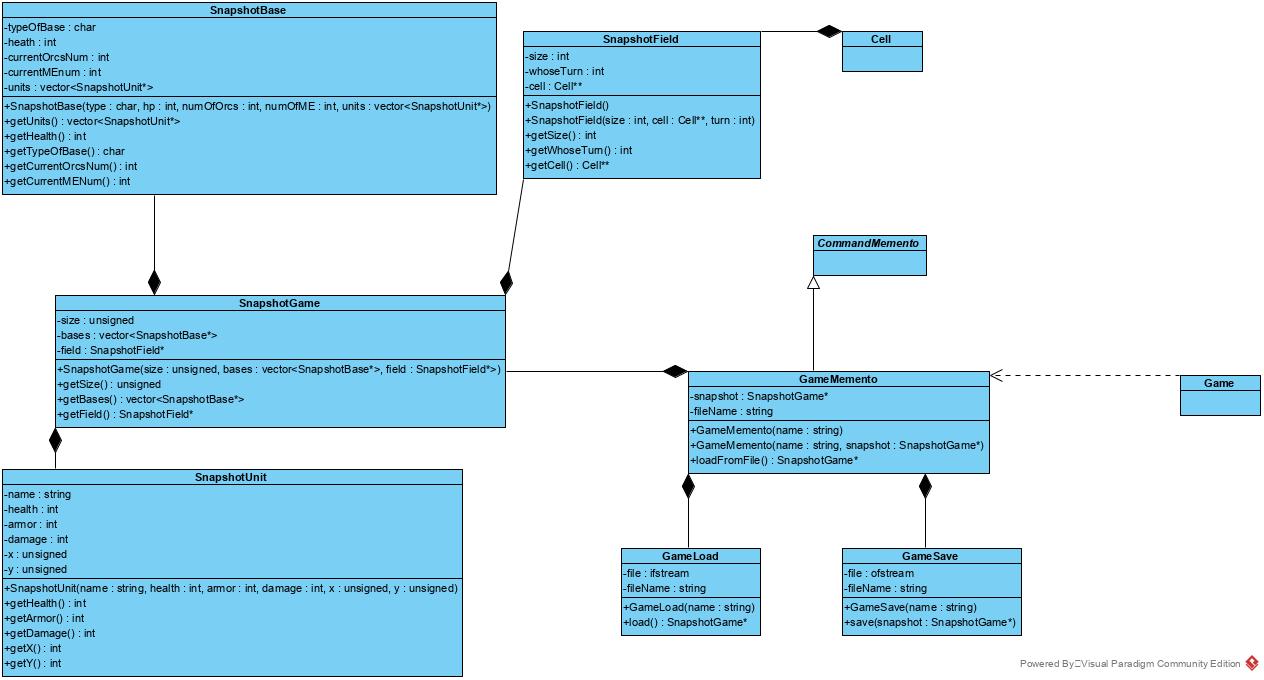 SnapshotBase
-typeOfBase : char
-heath : int
-currentOrcsNum : int
-currentMEnum : int
-units : vector<SnapshotUnit*>
+SnapshotBase(type : char, hp : int, numOfOrcs : int, numOfME : int, units : vector<SnapshotUnit*>)
+getUnits() : vector<SnapshotUnit*>
+getHealth() : int
+getTypeOfBase() : char
+getCurrentOrcsNum() : int
+getCurrentMENum() : int
SnapshotField
-size : int
-whoseTurn : int
-cell : Cell**
+SnapshotField()
+SnapshotField(size : int, cell : Cell**, turn : int)
+getSize() : int
+getWhoseTurn() : int
+getCell() : Cell**
Cell
CommandMemento
SnapshotGame
-size : unsigned
-bases : vector<SnapshotBase*>
-field : SnapshotField*
+SnapshotGame(size : unsigned, bases : vector<SnapshotBase*>, field : SnapshotField*>)
+getSize() : unsigned
+getBases() : vector<SnapshotBase*>
+getField() : SnapshotField*
GameMemento
-snapshot : SnapshotGame*
-fileName : string
+GameMemento(name : string)
+GameMemento(name : string, snapshot : SnapshotGame*)
+loadFromFile() : SnapshotGame*
Game
SnapshotUnit
-name : string
-health : int
-armor : int
-damage : int
-x : unsigned
-y : unsigned
+SnapshotUnit(name : string, health : int, armor : int, damage : int, x : unsigned, y : unsigned)
+getHealth() : int
+getArmor() : int
+getDamage() : int
+getX() : int
+getY() : int
GameLoad
-file : ifstream
-fileName : string
+GameLoad(name : string)
+load() : SnapshotGame*
GameSave
-file : ofstream
-fileName : string
+GameSave(name : string)
+save(snapshot : SnapshotGame*)
Powered By Visual Paradigm Community Edition